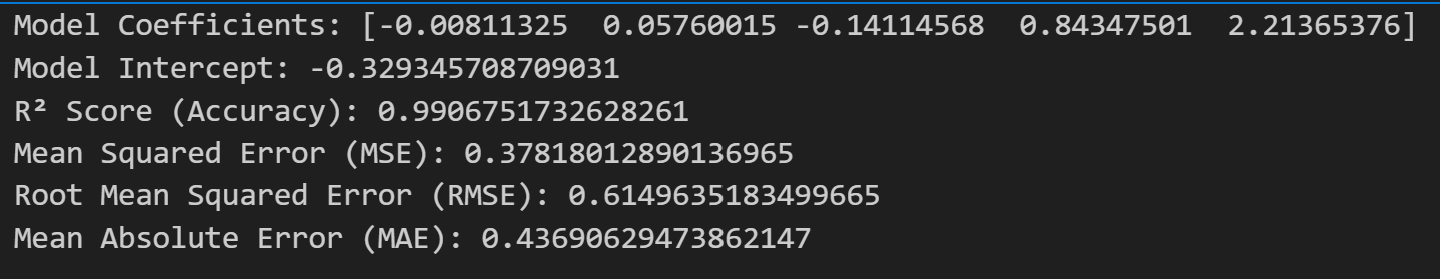 Model Coefficients: [-0.00811325  0.05760015 -0.14114568  0.84347501  2.21365376]
Model Intercept: -0.329345708709031
R² Score (Accuracy): 0.9906751732628261
Mean Squared Error (MSE): 0.37818012890136965
Root Mean Squared Error (RMSE): 0.6149635183499665
Mean Absolute Error (MAE): 0.43690629473862147